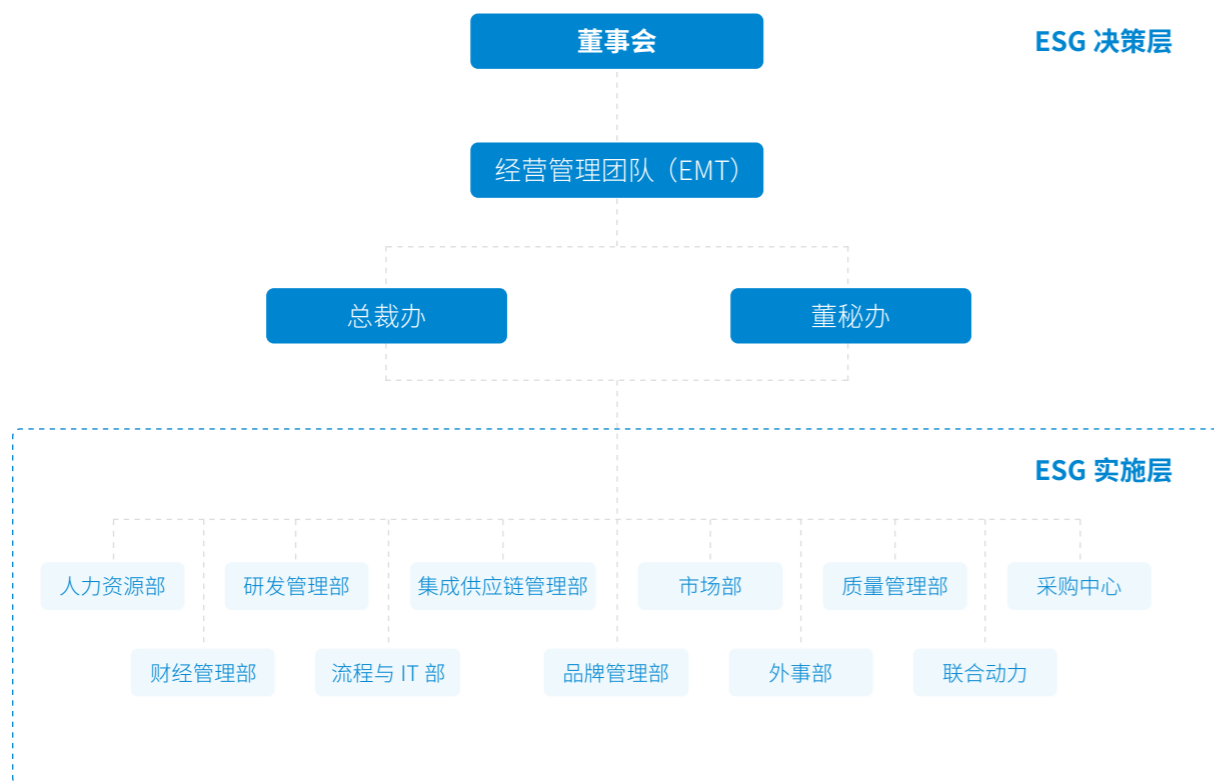 董事会
ESG 决策层
经营管理团队（EMT）
总裁办
董秘办
ESG 实施层
人力资源部
研发管理部
集成供应链管理部
市场部
质量管理部
采购中心
财经管理部
流程与 IT 部
品牌管理部
外事部
联合动力